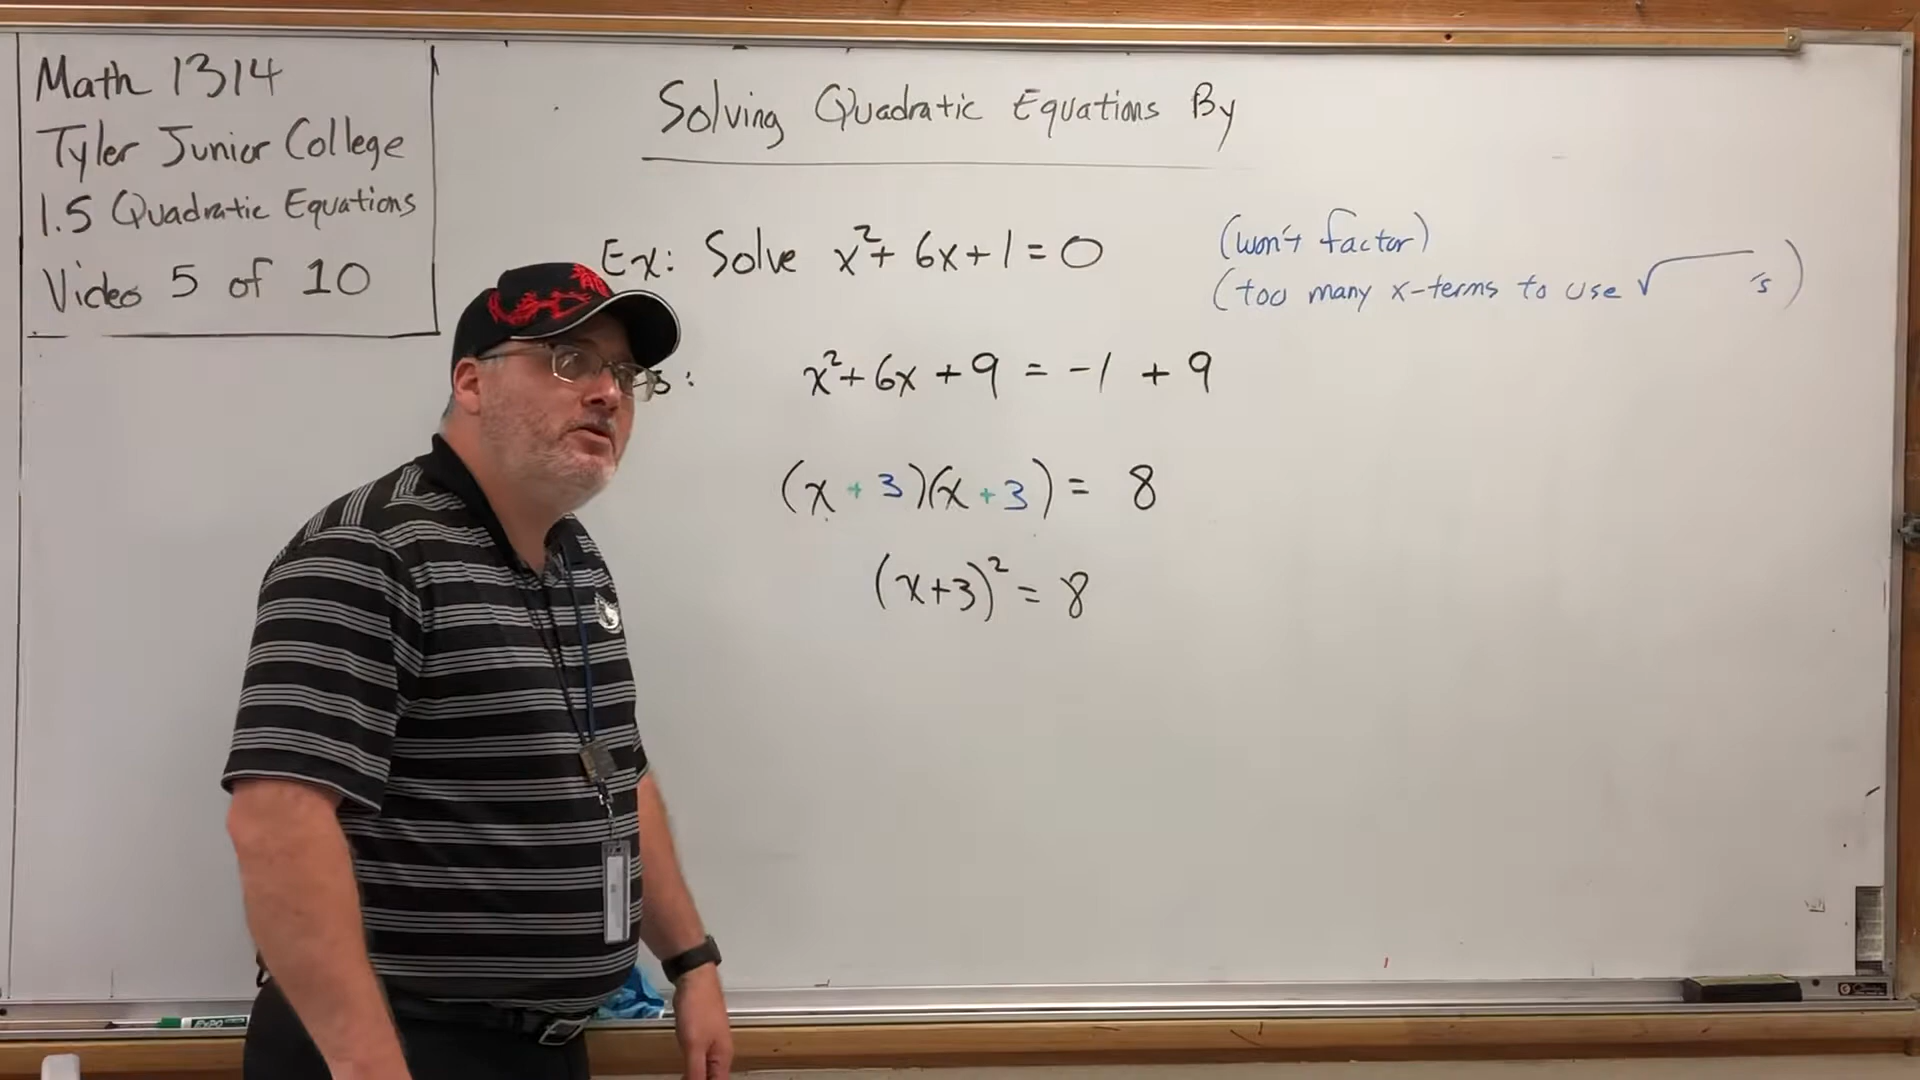 Math 1314
Tyler Junior College
1.5 Quadratic Equations
Video 5 of 10
Solving Quadratic Equations By
Ex: Solve x²+ 6x+1=0
(won't factor)
(too many x-terms to use √ 's)
x²+6x +9 = -1 + 9
(x + 3)(x + 3) = 8
(x+3)² = 8
EXPO